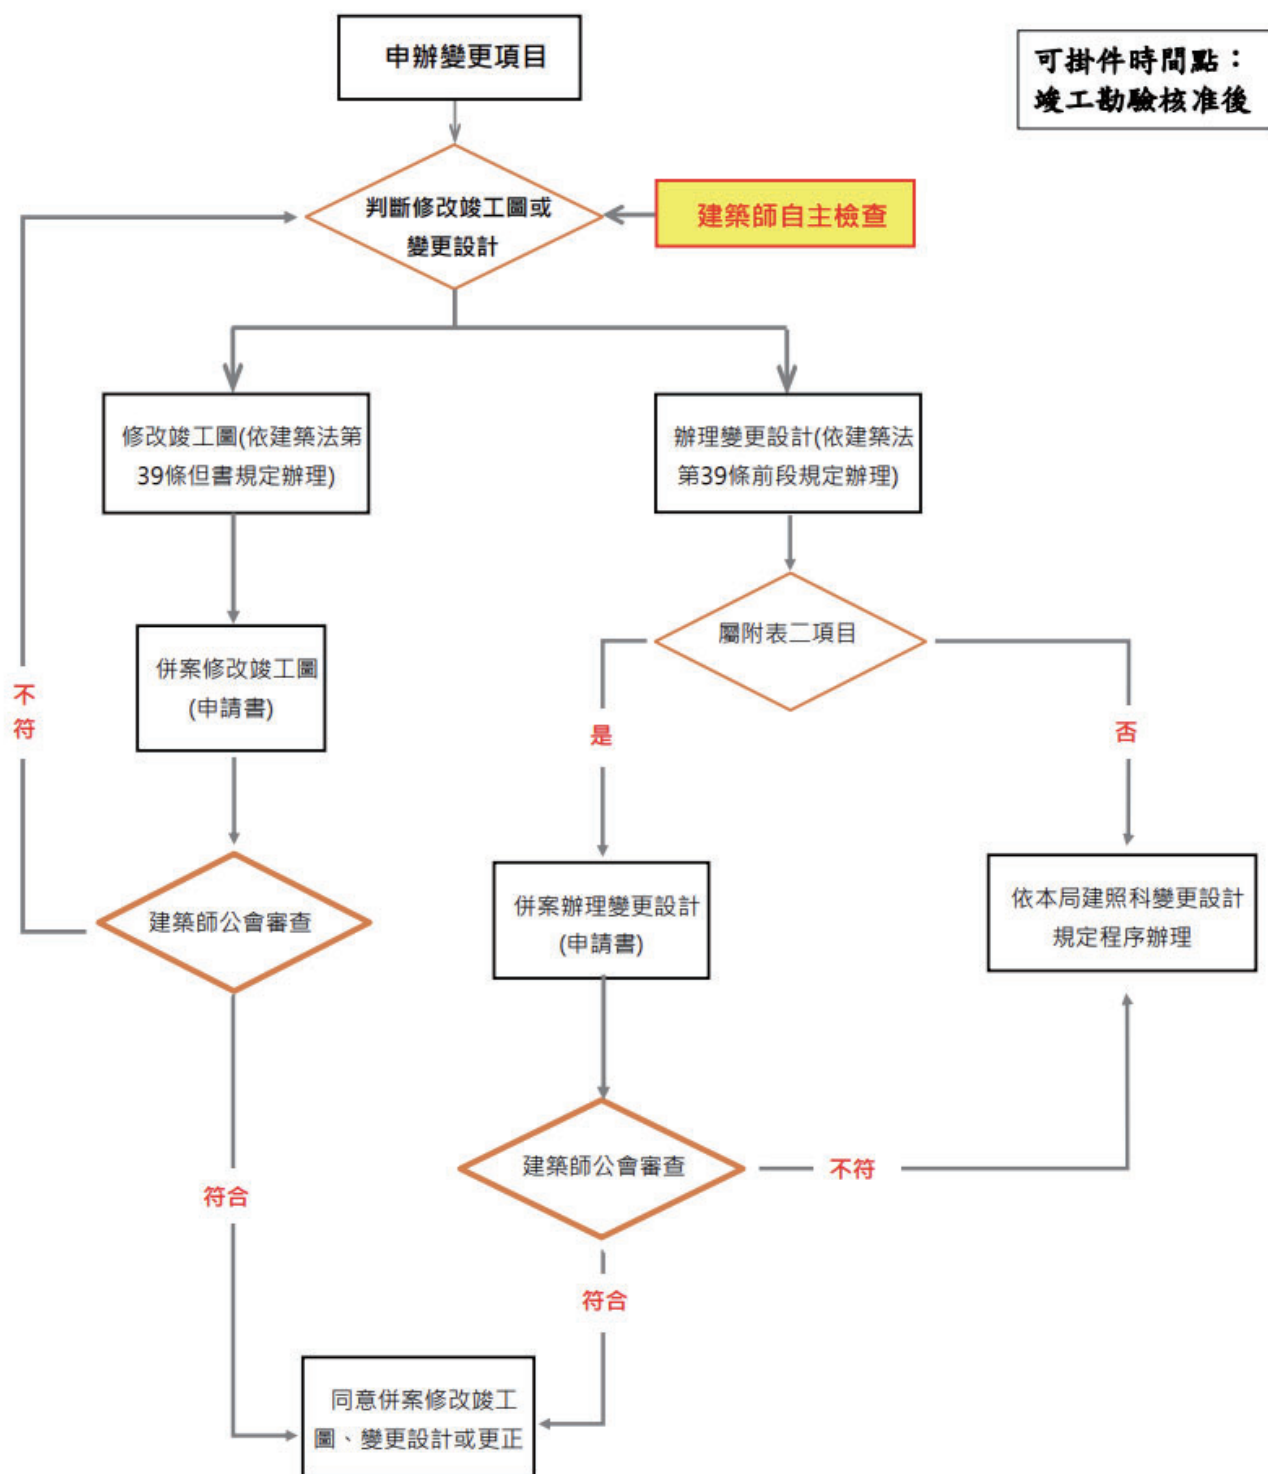 申辦變更項目
可掛件時間點：
竣工勘驗核准後
判斷修改竣工圖或
變更設計
建築師自主檢查
修改竣工圖(依建築法第
39條但書規定辦理)
辦理變更設計(依建築法
第39條前段規定辦理)
屬附表二項目
併案修改竣工圖
(申請書)
不
符
是
否
建築師公會審查
併案辦理變更設計
(申請書)
依本局建照科變更設計
規定程序辦理
建築師公會審查
不符
符合
符合
同意併案修改竣工
圖、變更設計或更正